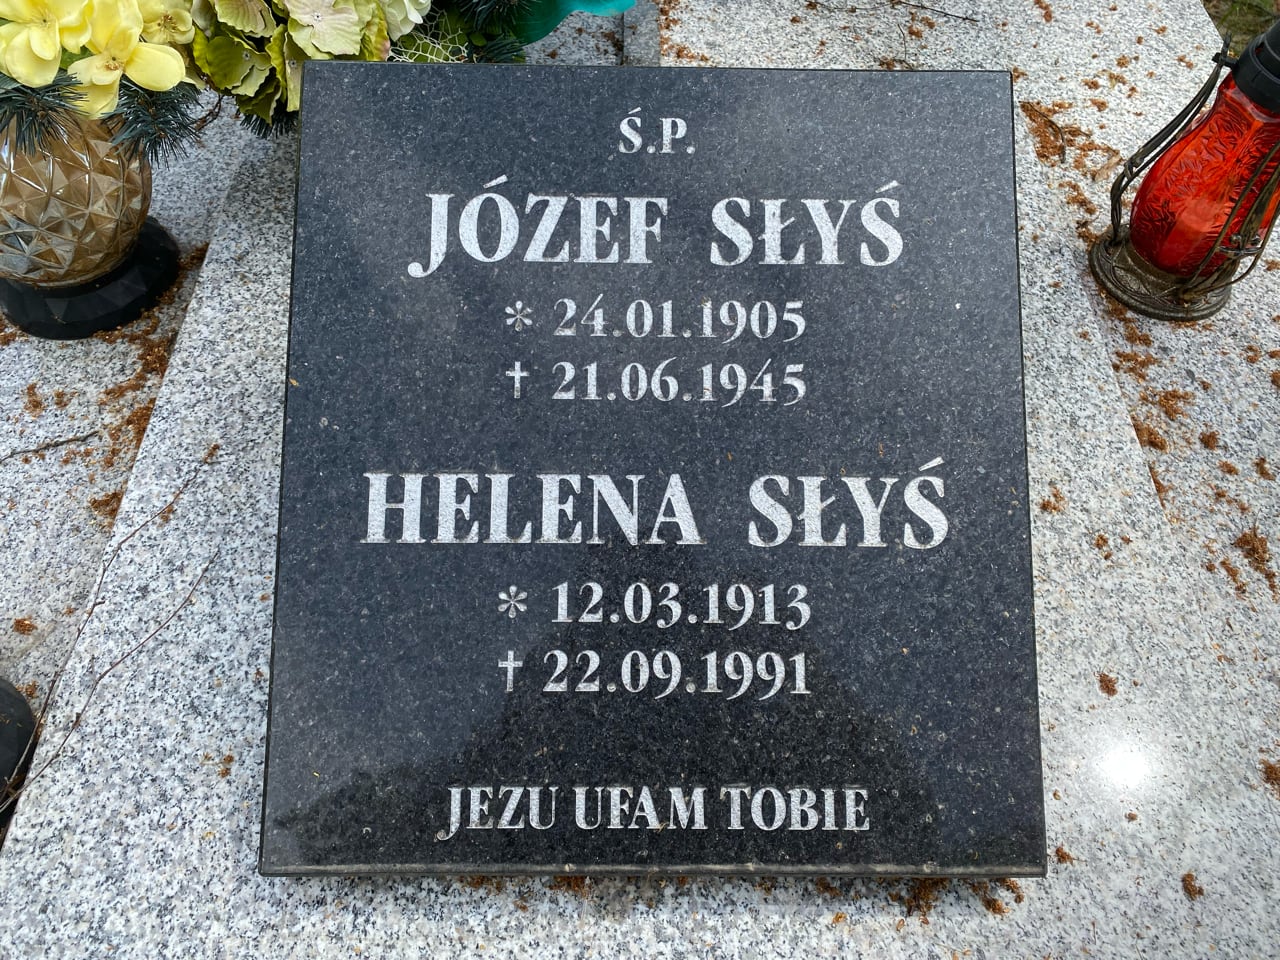 Ś.P.
JÓZEF SŁYŚ
* 24.01.1905
† 21.06.1945
HELENA SŁYŚ
* 12.03.1913
† 22.09.1991
JEZU UFAM TOBIE